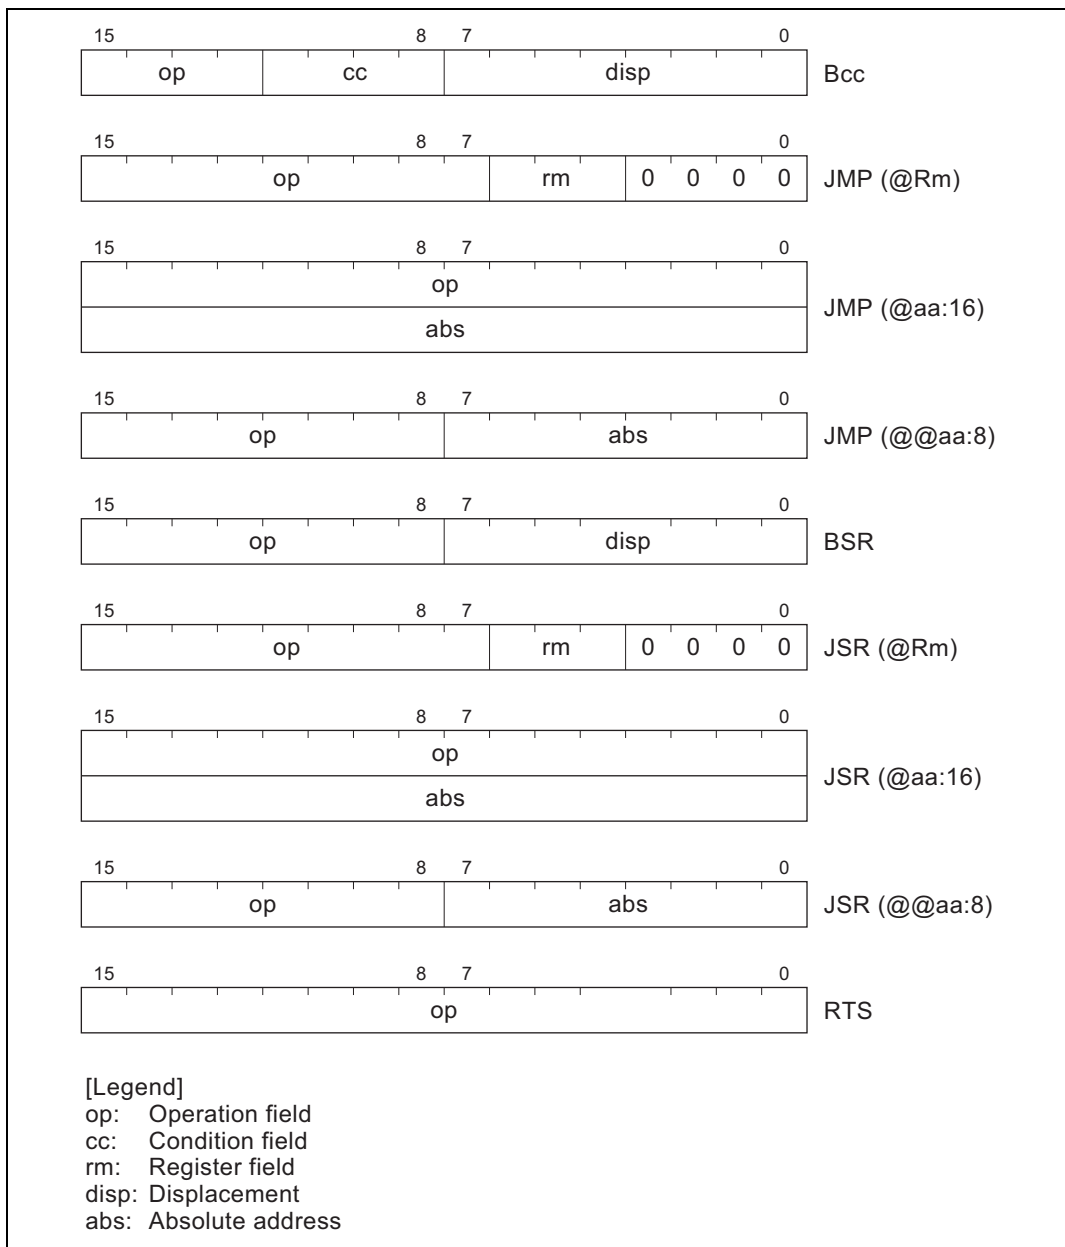 15 8 7 0
op cc disp Bcc
15 8 7 0
op rm 0 0 0 0 JMP (@Rm)
15 8 7 0
op
abs
JMP (@aa:16)
15 8 7 0
op abs JMP (@@aa:8)
15 8 7 0
op disp BSR
15 8 7 0
op rm 0 0 0 0 JSR (@Rm)
15 8 7 0
op
abs
JSR (@aa:16)
15 8 7 0
op abs JSR (@@aa:8)
15 8 7 0
op RTS
[Legend]
op: Operation field
cc: Condition field
rm: Register field
disp: Displacement
abs: Absolute address